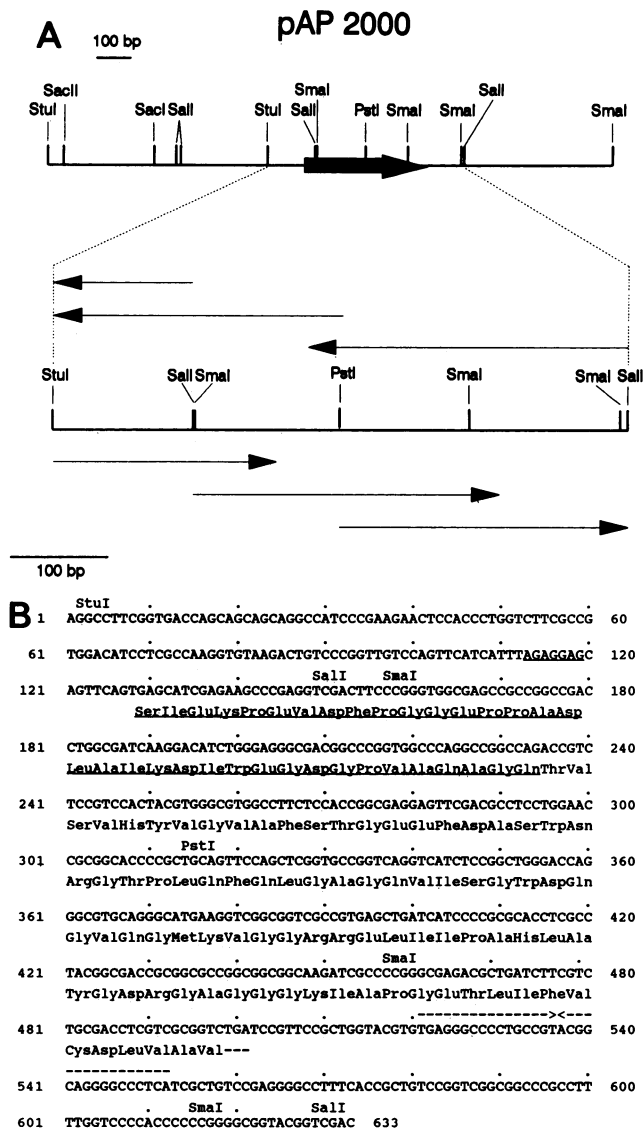 A
pAP 2000
100 bp
SacII
SmaI
SalI
StuI
SacI
SalI
StuI
SalI
PstI
SmaI
SmaI
SmaI
StuI
SalI
SmaI
PstI
SmaI
SmaI
SalI
100 bp
B
StuI
1 AGGCCTTCGGTGACCAGCAGCAGCAGGCCATCCCGAAGAACTCCACCCTGGTCTTCGCCG 60
61 TGGACATCCTCGCCAAGGTGTAAGACTGTCCCGGTTGTCCAGTTCATCATTTAGAGGAGC 120
SalI SmaI
121 AGTTCAGTGAGCATCGAGAAGCCCGAGGTCGACTTCCCGGGTGGCGAGCCGCCGGCCGAC 180
SerIleGluLysProGluValAspPheProGlyGlyGluProProAlaAsp
181 CTGGCGATCAAGGACATCTGGGAGGGCGACGGCCCGGTGGCCCAGGCCGGCCAGACCGTC 240
LeuAlaIleLysAspIleTrpGluGlyAspGlyProValAlaGlnAlaGlyGlnThrVal
241 TCCGTCCACTACGTGGGCGTGGCCTTCTCCACCGGCGAGGAGTTCGACGCCTCCTGGAAC 300
SerValHisTyrValGlyValAlaPheSerThrGlyGluGluPheAspAlaSerTrpAsn
PstI
301 CGCGGCACCCCGCTGCAGTTCCAGCTCGGTGCCGGTCAGGTCATCTCCGGCTGGGACCAG 360
ArgGlyThrProLeuGlnPheGlnLeuGlyAlaGlyGlnValIleSerGlyTrpAspGln
361 GGCGTGCAGGGCATGAAGGTCGGCGGTCGCCGTGAGCTGATCATCCCCGCGCACCTCGCC 420
GlyValGlnGlyMetLysValGlyGlyArgArgGluLeuIleIleProAlaHisLeuAla
SmaI
421 TACGGCGACCGCGGCGCCGGCGGCGGCAAGATCGCCCCGGGCGAGACGCTGATCTTCGTC 480
TyrGlyAspArgGlyAlaGlyGlyGlyLysIleAlaProGlyGluThrLeuIlePheVal
--------------><---
481 TGCGACCTCGTCGCGGTCTGATCCGTTCCGCTGGTACGTGTGAGGGCCCCTGCCGTACGG 540
CysAspLeuValAlaVal---
------------
541 CAGGGGCCCTCATCGCTGTCCGAGGGGCCTTTCACCGCTGTCCGGTCGGCGGCCCGCCTT 600
SmaI SalI
601 TTGGTCCCCACCCCCCGGGGCGGTACGGTCGAC 633